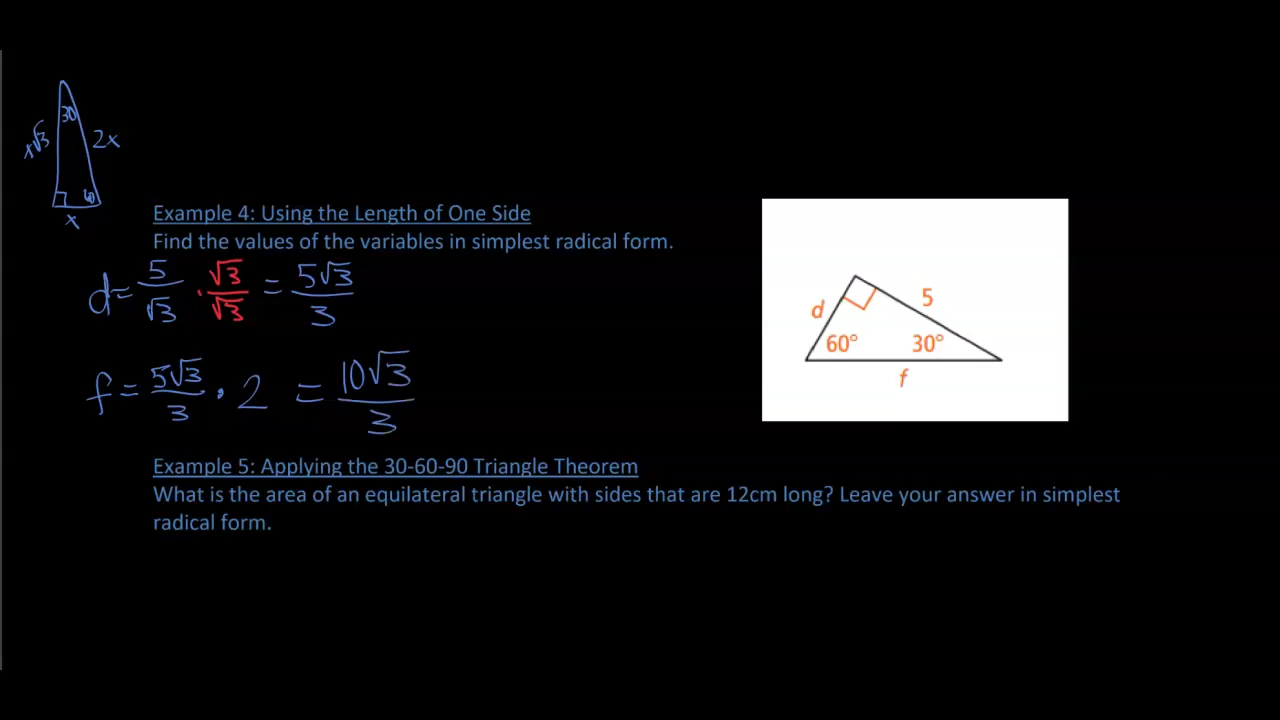 30
x√3
2x
60
x
Example 4: Using the Length of One Side
Find the values of the variables in simplest radical form.
d = 5/√3 · √3/√3 = 5√3/3
f = 5√3/3 · 2 = 10√3/3
5
d
60°
30°
f
Example 5: Applying the 30-60-90 Triangle Theorem
What is the area of an equilateral triangle with sides that are 12cm long? Leave your answer in simplest
radical form.